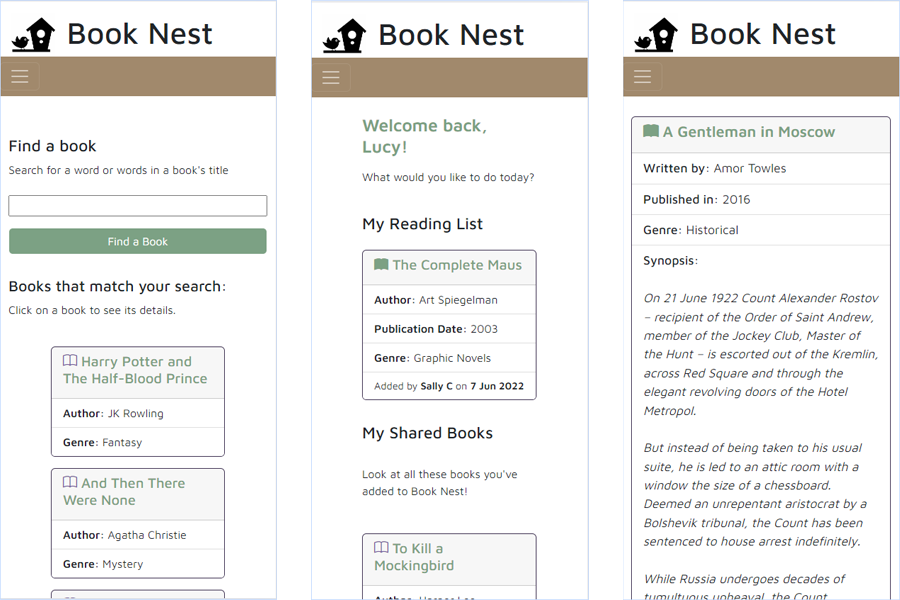 Book Nest
Find a book
Search for a word or words in a book's title
Find a Book
Books that match your search:
Click on a book to see its details.
Harry Potter and
The Half-Blood Prince
Author: JK Rowling
Genre: Fantasy
And Then There
Were None
Author: Agatha Christie
Genre: Mystery
Book Nest
Welcome back,
Lucy!
What would you like to do today?
My Reading List
The Complete Maus
Author: Art Spiegelman
Publication Date: 2003
Genre: Graphic Novels
Added by Sally C on 7 Jun 2022
My Shared Books
Look at all these books you've
added to Book Nest!
To Kill a
Mockingbird
Author: Harper Lee
Book Nest
A Gentleman in Moscow
Written by: Amor Towles
Published in: 2016
Genre: Historical
Synopsis:
On 21 June 1922 Count Alexander Rostov
– recipient of the Order of Saint Andrew,
member of the Jockey Club, Master of
the Hunt – is escorted out of the Kremlin,
across Red Square and through the
elegant revolving doors of the Hotel
Metropol.
But instead of being taken to his usual
suite, he is led to an attic room with a
window the size of a chessboard.
Deemed an unrepentant aristocrat by a
Bolshevik tribunal, the Count has been
sentenced to house arrest indefinitely.
While Russia undergoes decades of
tumultuous upheaval, the Count